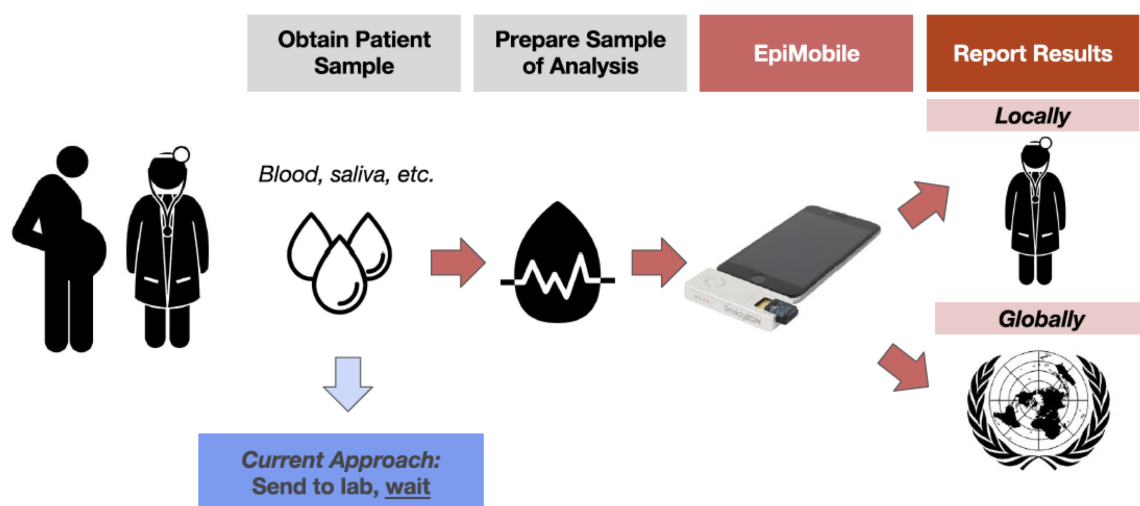 Obtain Patient
Sample
Prepare Sample
of Analysis
EpiMobile
Report Results
Locally
Blood, saliva, etc.
SmidgION
Globally
Current Approach:
Send to lab, wait